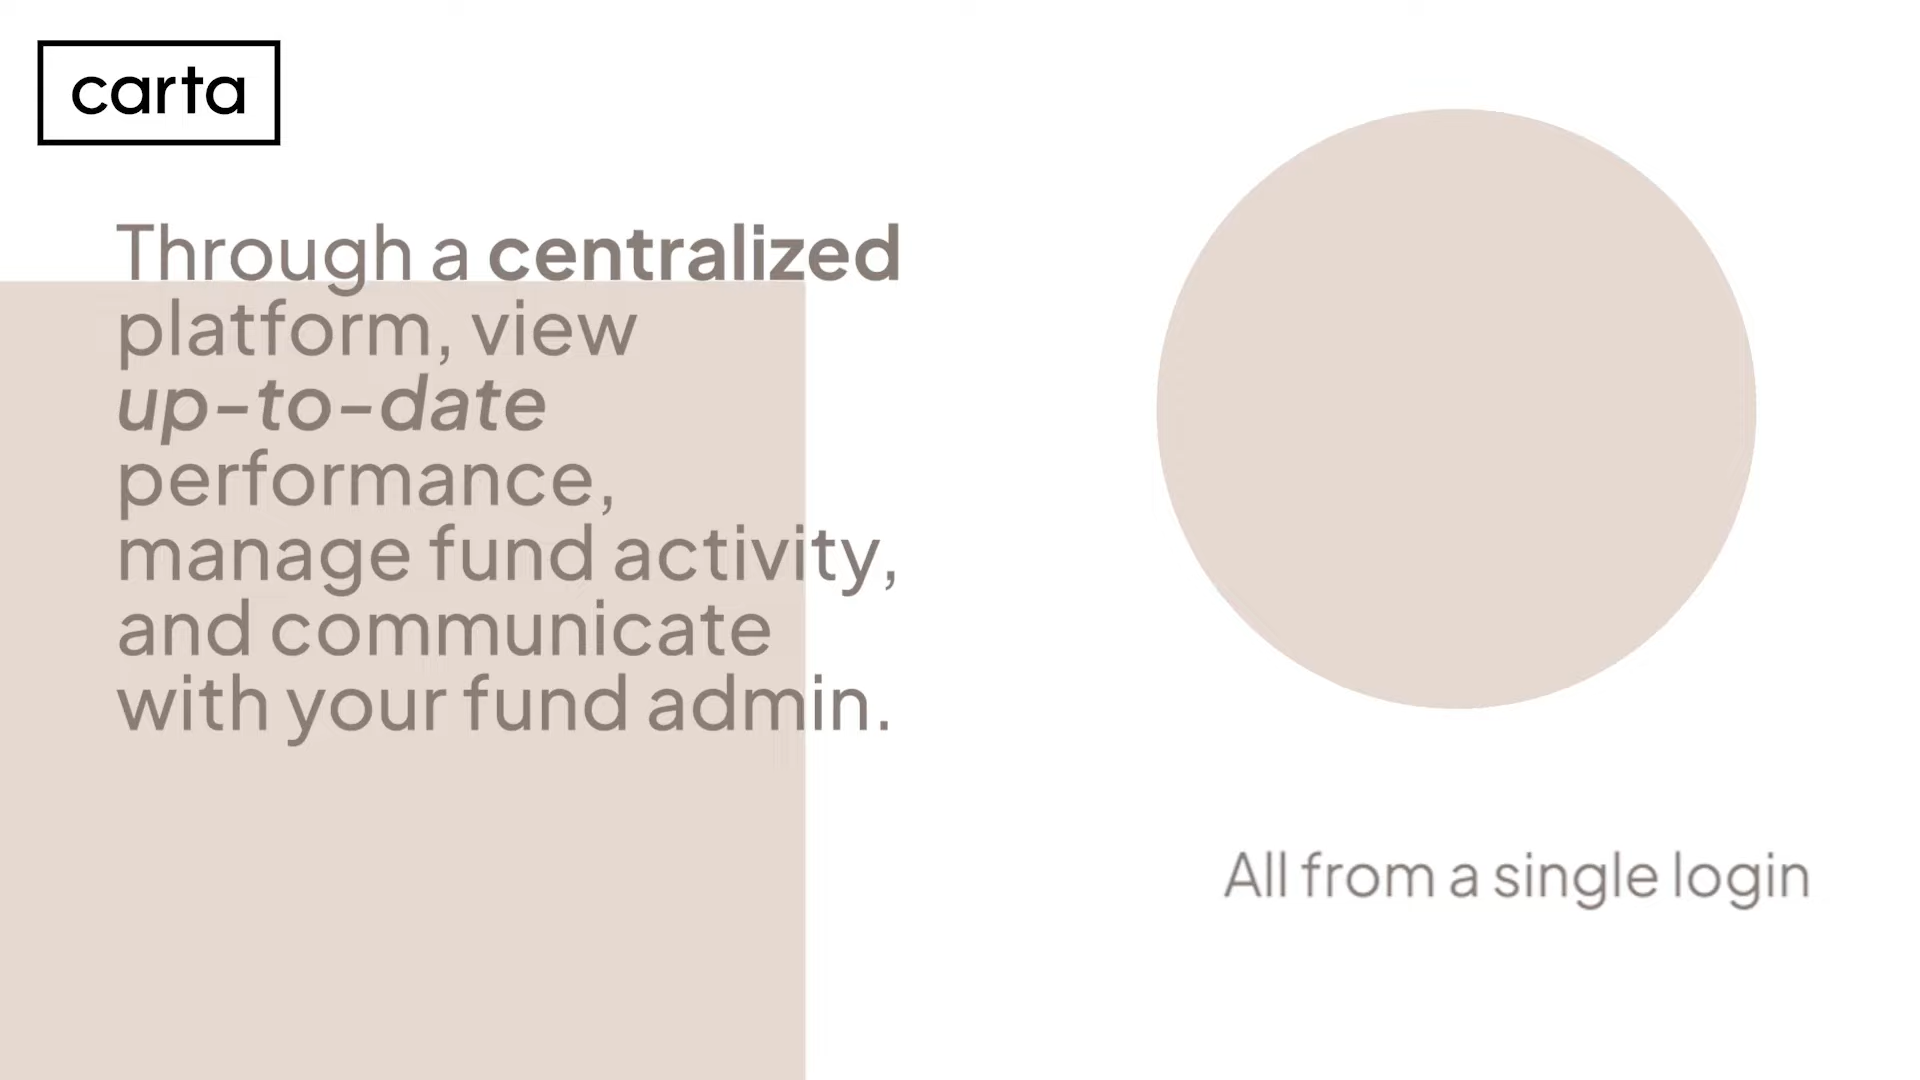 carta
Through a centralized
platform, view
up-to-date
performance,
manage fund activity,
and communicate
with your fund admin.
All from a single login